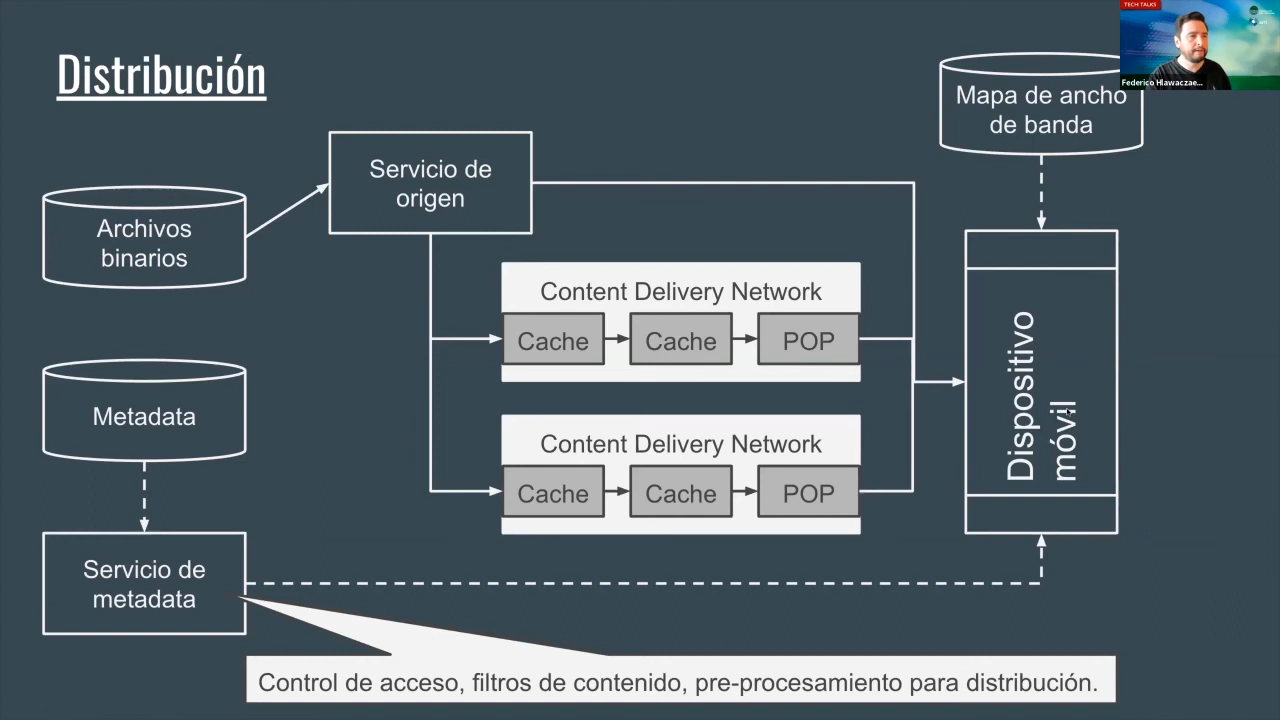 TECH TALKS
Federico Hlawaczae...
Distribución
Mapa de ancho
de banda
Servicio de
origen
Archivos
binarios
Content Delivery Network
Cache
Cache
POP
Dispositivo
móvil
Metadata
Content Delivery Network
Cache
Cache
POP
Servicio de
metadata
Control de acceso, filtros de contenido, pre-procesamiento para distribución.